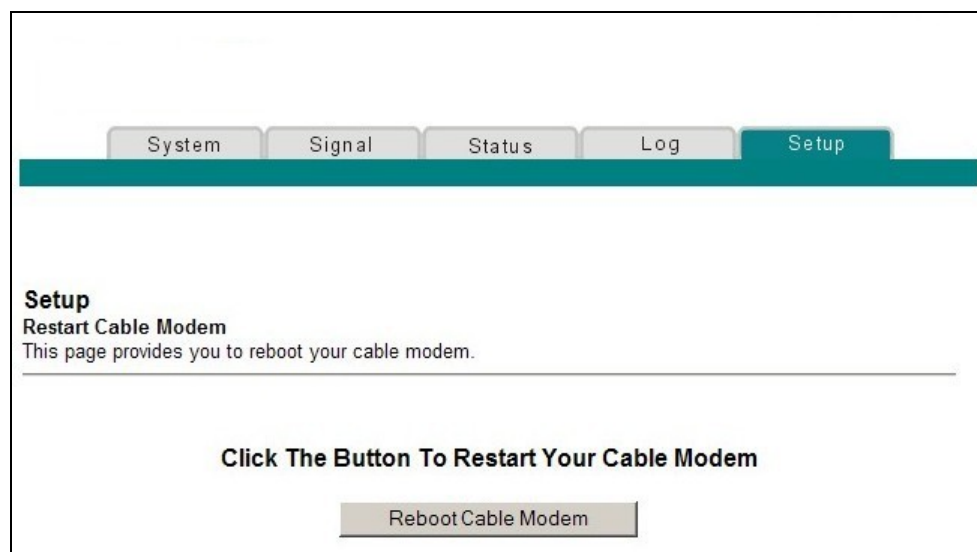 System Signal Status Log Setup
Setup
Restart Cable Modem
This page provides you to reboot your cable modem.
Click The Button To Restart Your Cable Modem
Reboot Cable Modem